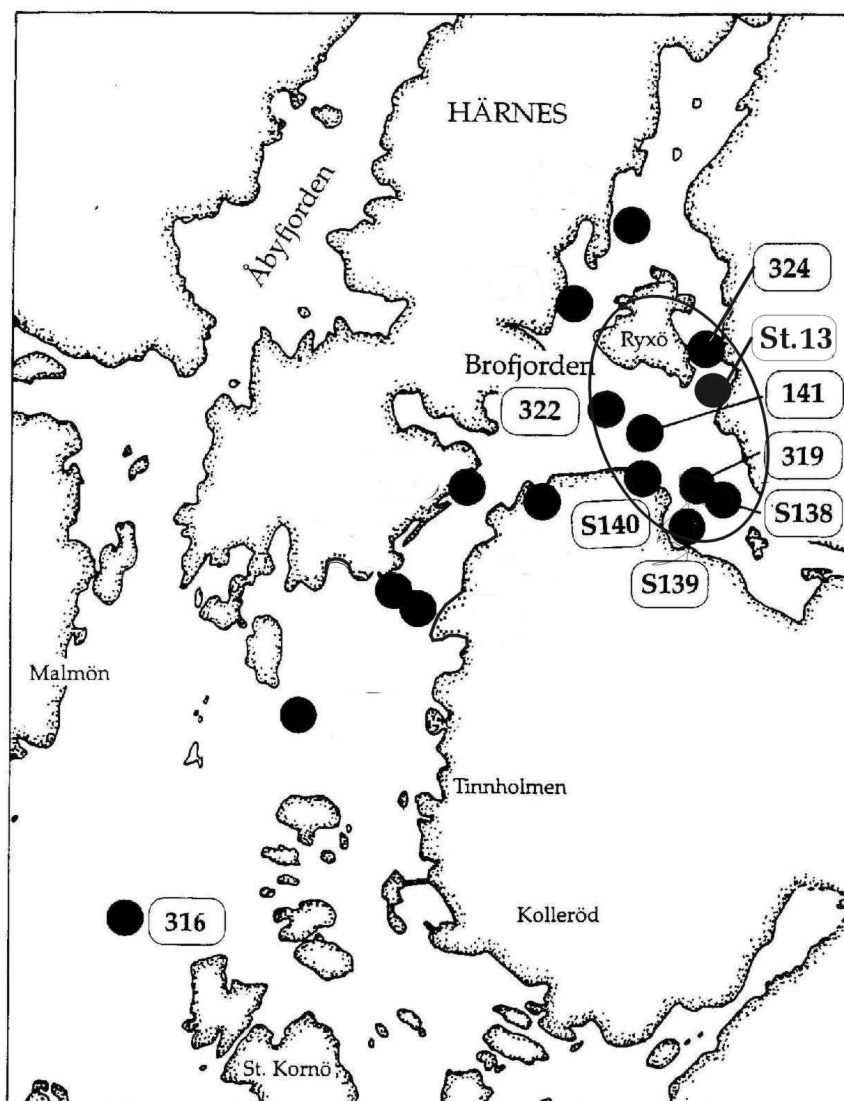 HÄRNES
Åbyfjorden
324
Ryxö
St.13
Brofjorden
322
141
319
S140
S138
S139
Malmön
Tinnholmen
316
Kolleröd
St. Kornö